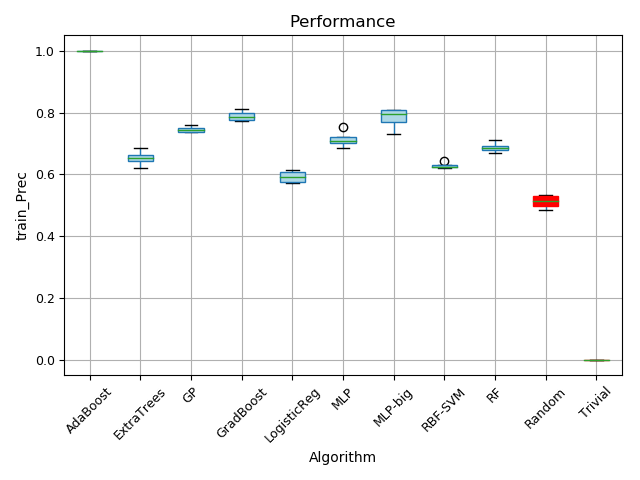 Performance
train_Prec
1.0
0.8
0.6
0.4
0.2
0.0
AdaBoost
ExtraTrees
GP
GradBoost
LogisticReg
MLP
MLP-big
RBF-SVM
RF
Random
Trivial
Algorithm